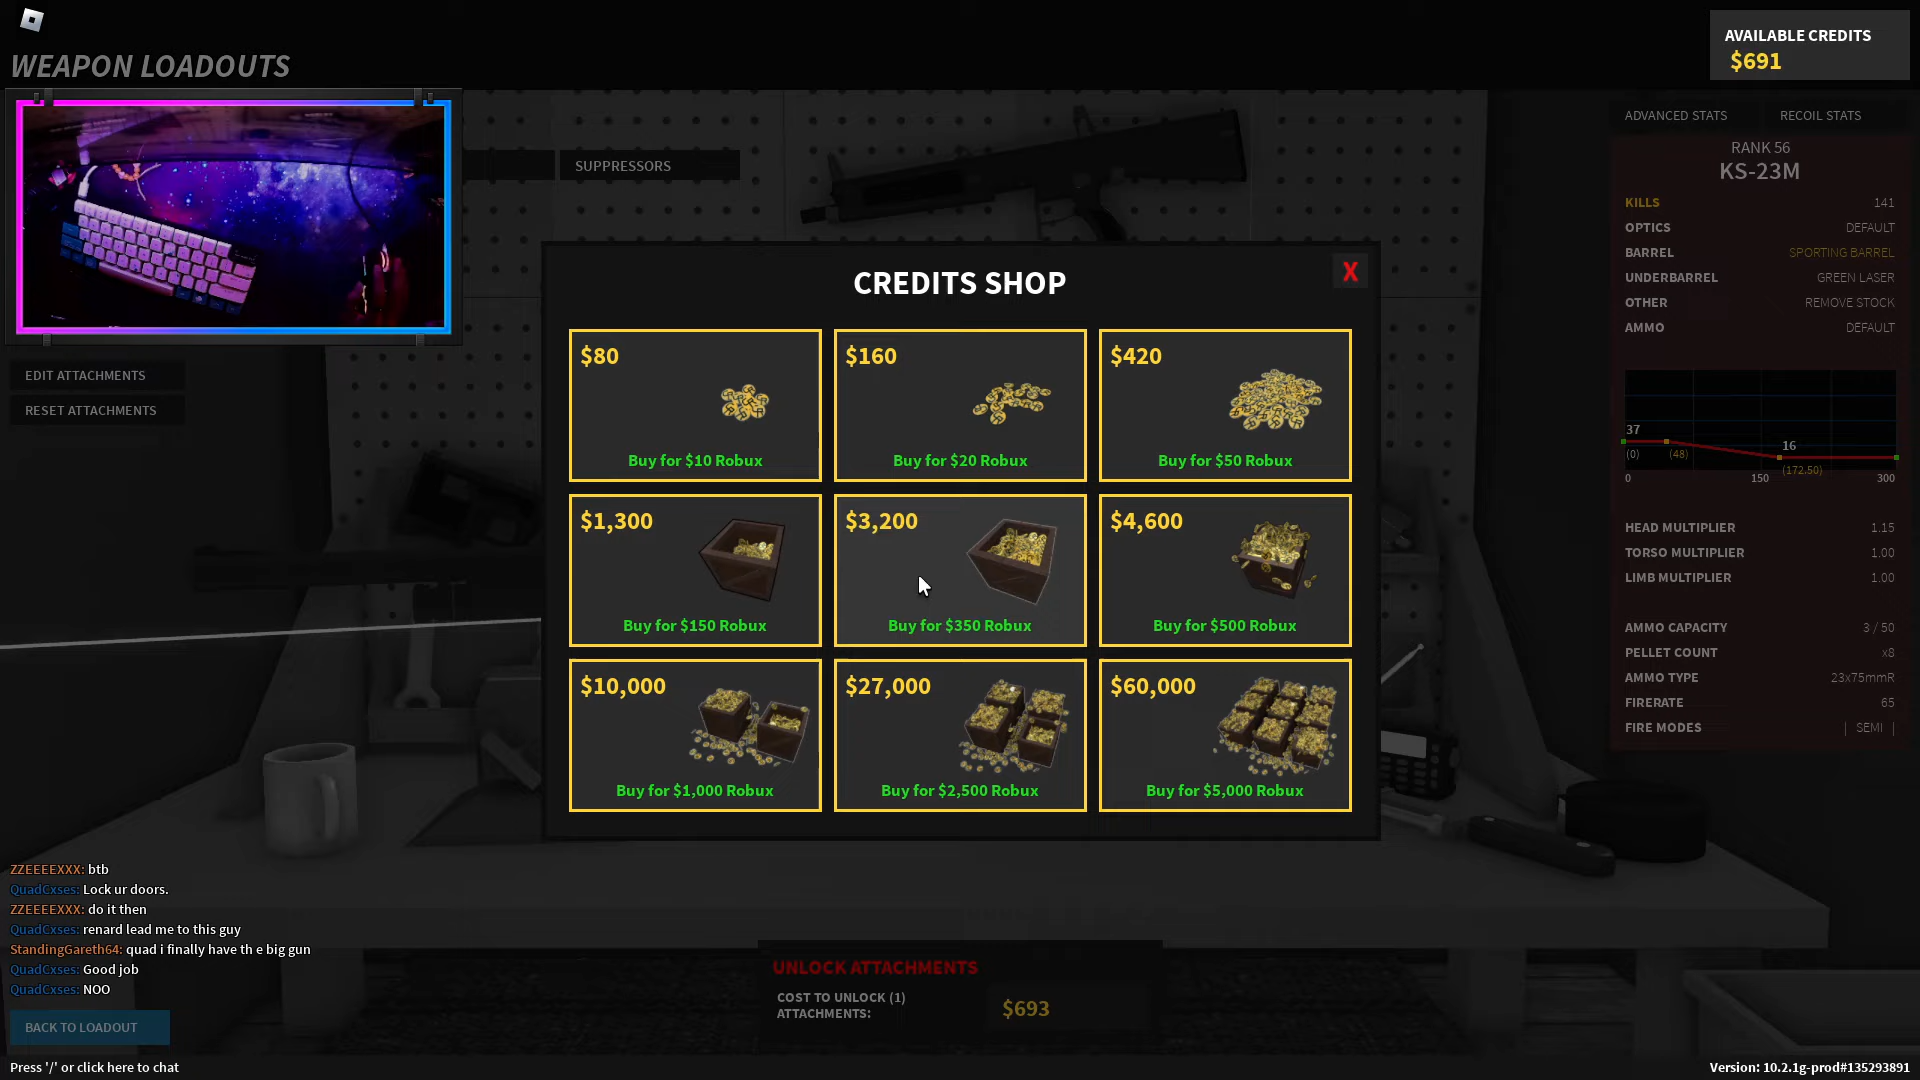 WEAPON LOADOUTS
AVAILABLE CREDITS
$691
SUPPRESSORS
ADVANCED STATS
RECOIL STATS
RANK 56
KS-23M
KILLS 141
OPTICS DEFAULT
BARREL SPORTING BARREL
UNDERBARREL GREEN LASER
OTHER REMOVE STOCK
AMMO DEFAULT
37
(0) (48)
16
(172.50)
0 150 300
HEAD MULTIPLIER 1.15
TORSO MULTIPLIER 1.00
LIMB MULTIPLIER 1.00
AMMO CAPACITY 3 / 50
PELLET COUNT x8
AMMO TYPE 23x75mmR
FIRERATE 65
FIRE MODES | SEMI |
EDIT ATTACHMENTS
RESET ATTACHMENTS
CREDITS SHOP
X
$80
Buy for $10 Robux
$160
Buy for $20 Robux
$420
Buy for $50 Robux
$1,300
Buy for $150 Robux
$3,200
Buy for $350 Robux
$4,600
Buy for $500 Robux
$10,000
Buy for $1,000 Robux
$27,000
Buy for $2,500 Robux
$60,000
Buy for $5,000 Robux
ZZEEEEXXX: btb
QuadCxses: Lock ur doors.
ZZEEEEXXX: do it then
QuadCxses: renard lead me to this guy
StandingGareth64: quad i finally have th e big gun
QuadCxses: Good job
QuadCxses: NOO
BACK TO LOADOUT
Press '/' or click here to chat
UNLOCK ATTACHMENTS
COST TO UNLOCK (1)
ATTACHMENTS:
$693
Version: 10.2.1g-prod#135293891